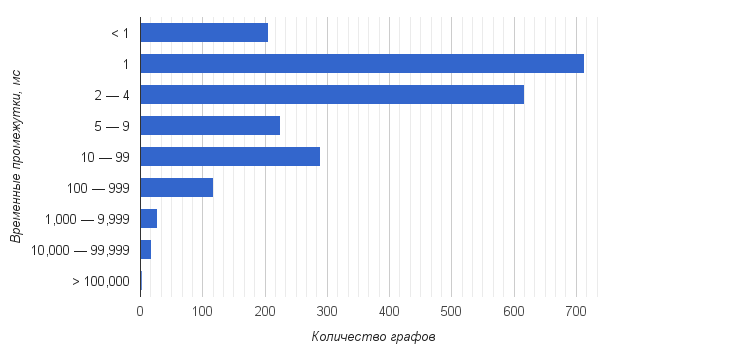 Временные промежутки, мс
< 1
1
2 — 4
5 — 9
10 — 99
100 — 999
1,000 — 9,999
10,000 — 99,999
> 100,000
0 100 200 300 400 500 600 700
Количество графов